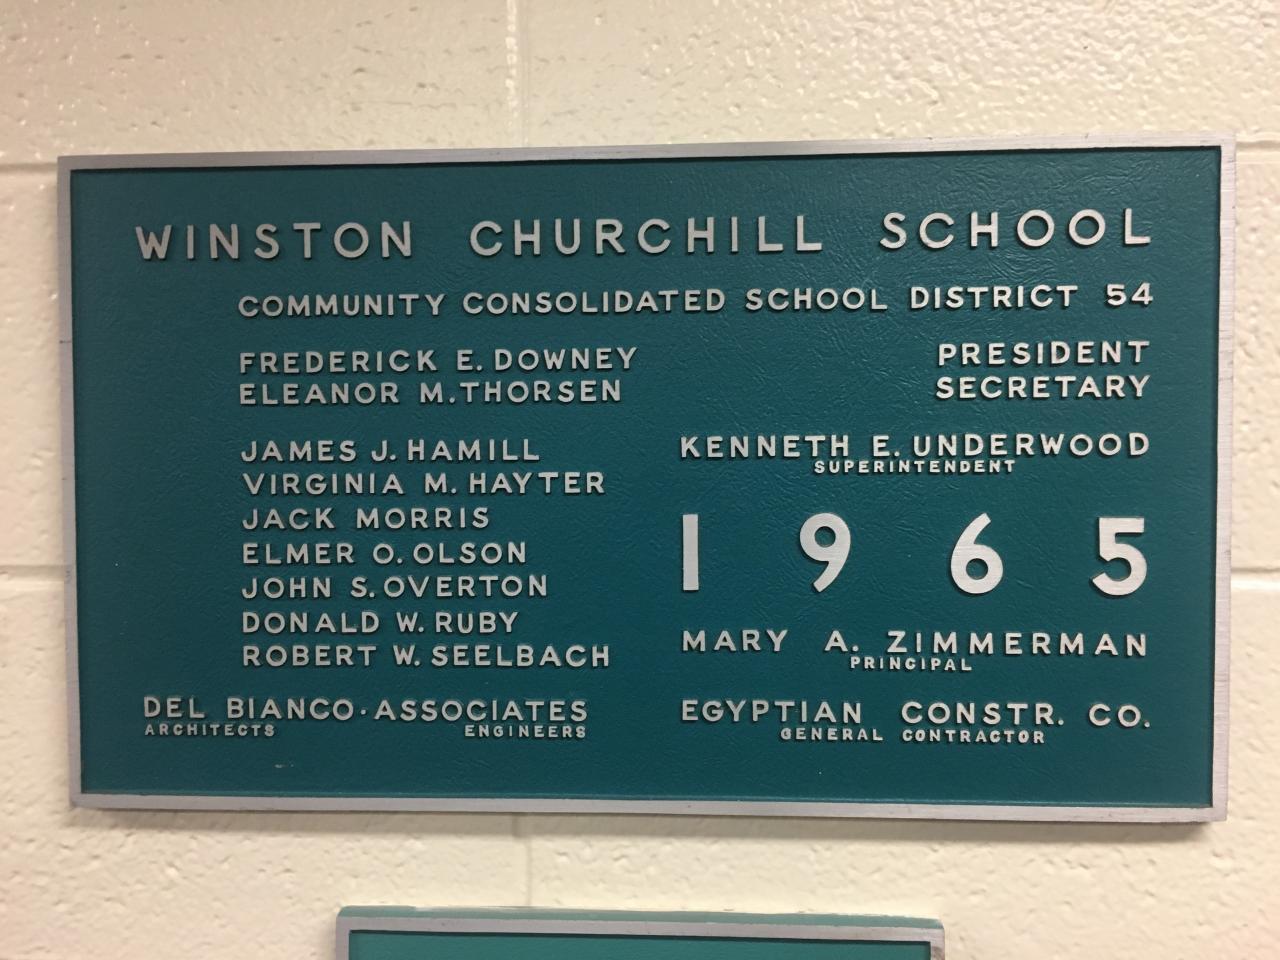 WINSTON CHURCHILL SCHOOL
COMMUNITY CONSOLIDATED SCHOOL DISTRICT 54
FREDERICK E. DOWNEY PRESIDENT
ELEANOR M. THORSEN SECRETARY
JAMES J. HAMILL
VIRGINIA M. HAYTER
JACK MORRIS
ELMER O. OLSON
JOHN S. OVERTON
DONALD W. RUBY
ROBERT W. SEELBACH
KENNETH E. UNDERWOOD
SUPERINTENDENT
1965
MARY A. ZIMMERMAN
PRINCIPAL
DEL BIANCO · ASSOCIATES
ARCHITECTS ENGINEERS
EGYPTIAN CONSTR. CO.
GENERAL CONTRACTOR